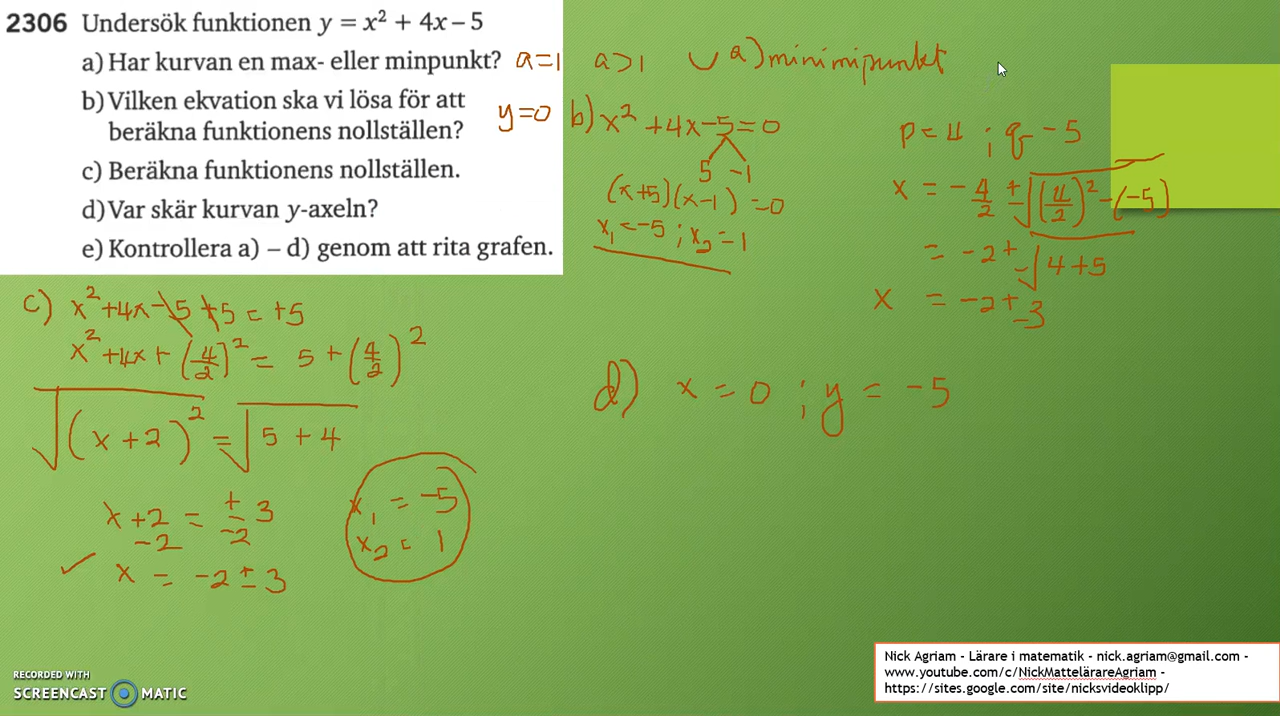 2306 Undersök funktionen y = x² + 4x – 5
a) Har kurvan en max- eller minpunkt? a=1 a>1 ∪ a) minimipunkt
b) Vilken ekvation ska vi lösa för att
beräkna funktionens nollställen? y=0
c) Beräkna funktionens nollställen.
d) Var skär kurvan y-axeln?
e) Kontrollera a) – d) genom att rita grafen.
b) x² +4x-5=0
5 -1
(x+5)(x-1) =0
x₁=-5 ; x₂=1
p=4 ; q -5
x = -4/2 ± √((4/2)² -(-5))
= -2 ± √(4+5)
x = -2 ± 3
c) x²+4x-5+5=+5
x²+4x+(4/2)² = 5+(4/2)²
√(x+2)² = √5+4
x+2 = ±3
-2 -2
x = -2 ± 3
x₁ = -5
x₂ = 1
d) x = 0 ; y = -5
RECORDED WITH
SCREENCAST MATIC
Nick Agriam - Lärare i matematik - nick.agriam@gmail.com -
www.youtube.com/c/NickMattelärareAgriam -
https://sites.google.com/site/nicksvideoklipp/